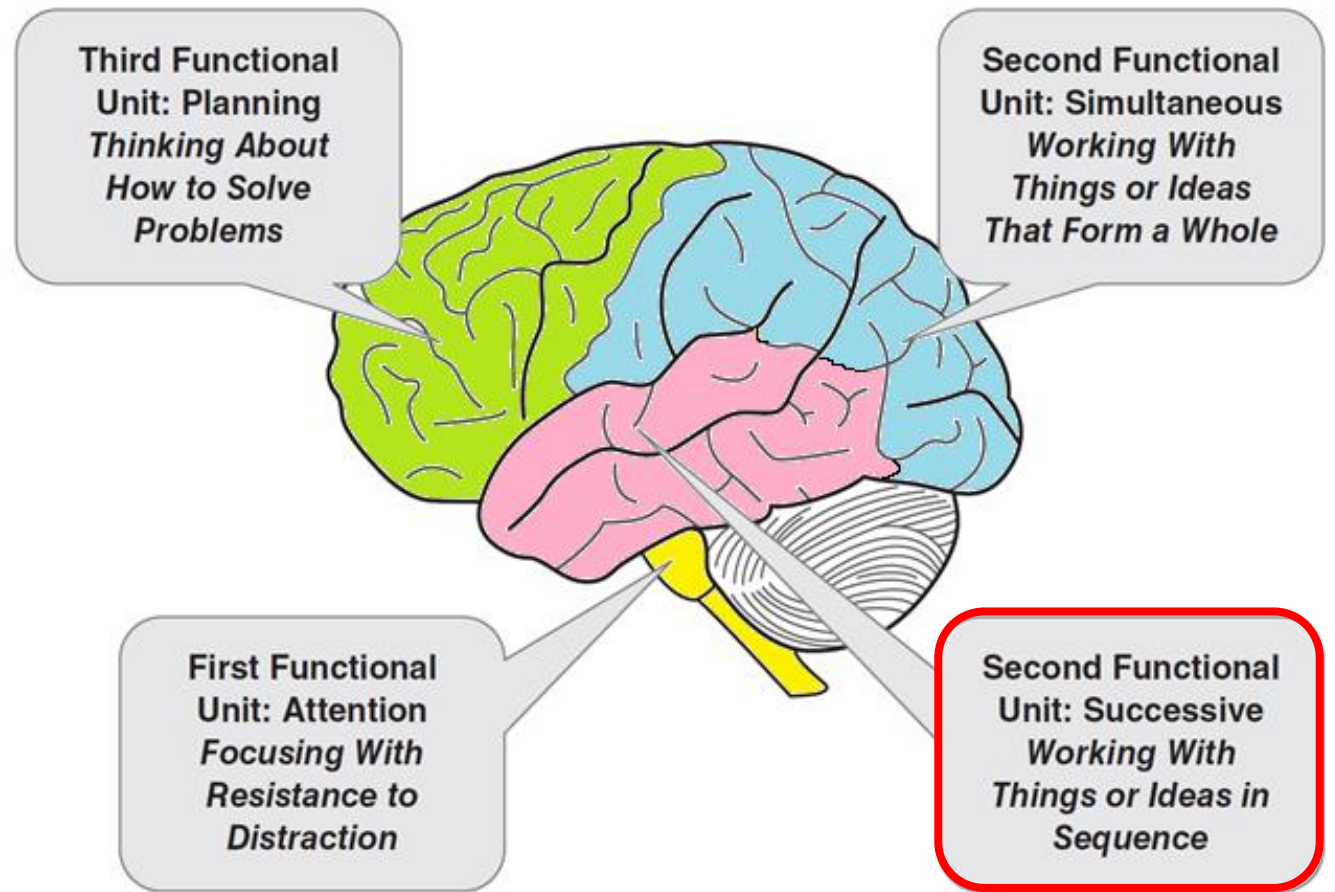 Third Functional
Unit: Planning
Thinking About
How to Solve
Problems
Second Functional
Unit: Simultaneous
Working With
Things or Ideas
That Form a Whole
First Functional
Unit: Attention
Focusing With
Resistance to
Distraction
Second Functional
Unit: Successive
Working With
Things or Ideas in
Sequence